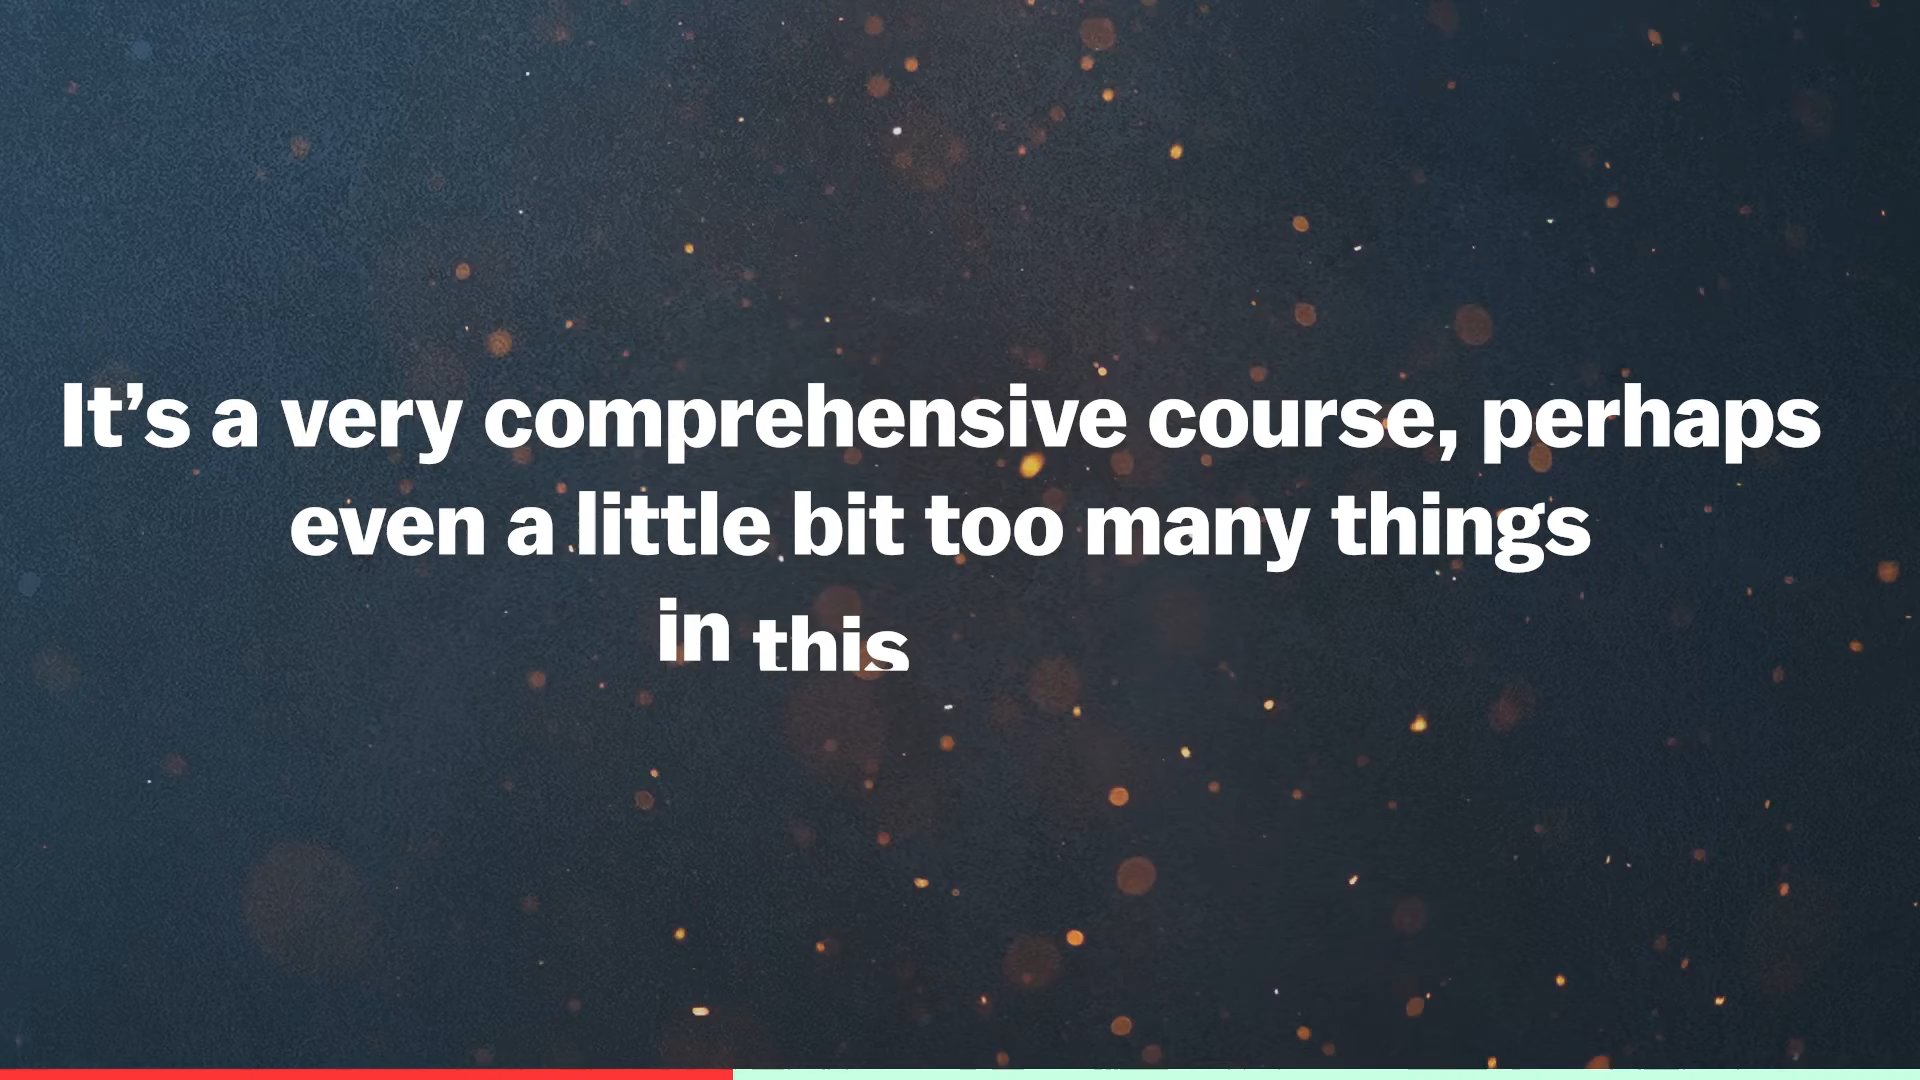 It’s a very comprehensive course, perhaps
even a little bit too many things
in this